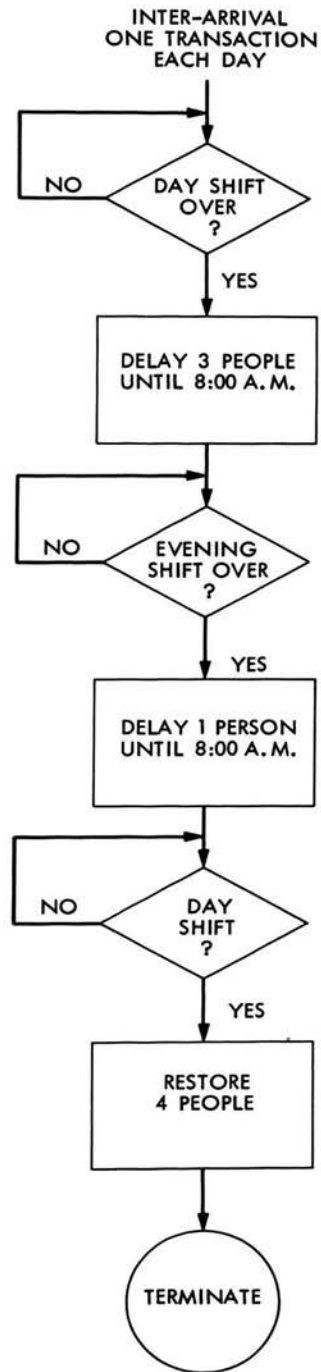 INTER-ARRIVAL
ONE TRANSACTION
EACH DAY
NO
DAY SHIFT
OVER
?
YES
DELAY 3 PEOPLE
UNTIL 8:00 A.M.
NO
EVENING
SHIFT OVER
?
YES
DELAY 1 PERSON
UNTIL 8:00 A.M.
NO
DAY
SHIFT
?
YES
RESTORE
4 PEOPLE
TERMINATE